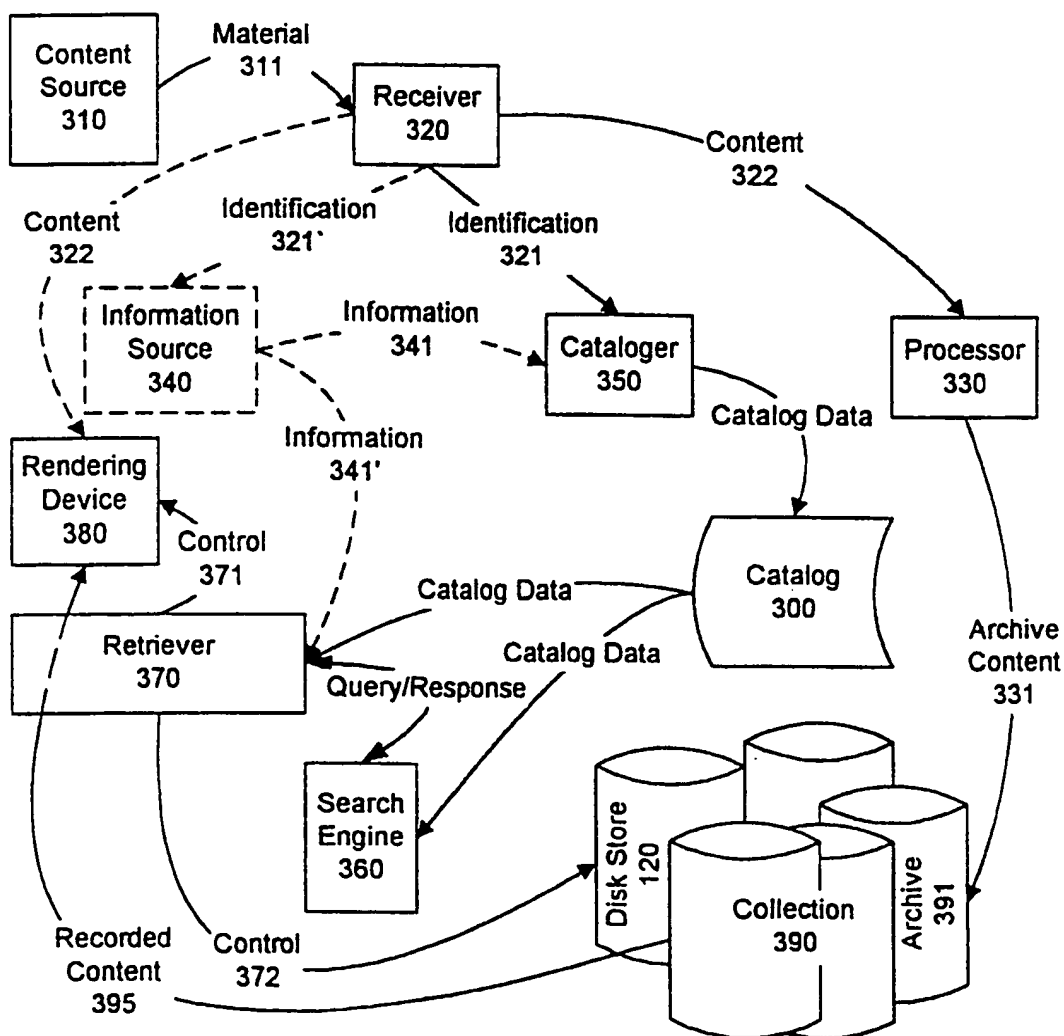 Content
Source
310
Material
311
Receiver
320
Content
322
Content
322
Identification
321'
Identification
321
Information
Source
340
Information
341
Cataloger
350
Processor
330
Catalog Data
Information
341'
Rendering
Device
380
Control
371
Catalog
300
Catalog Data
Retriever
370
Catalog Data
Archive
Content
331
Query/Response
Search
Engine
360
Disk Store
120
Collection
390
Archive
391
Recorded
Content
395
Control
372